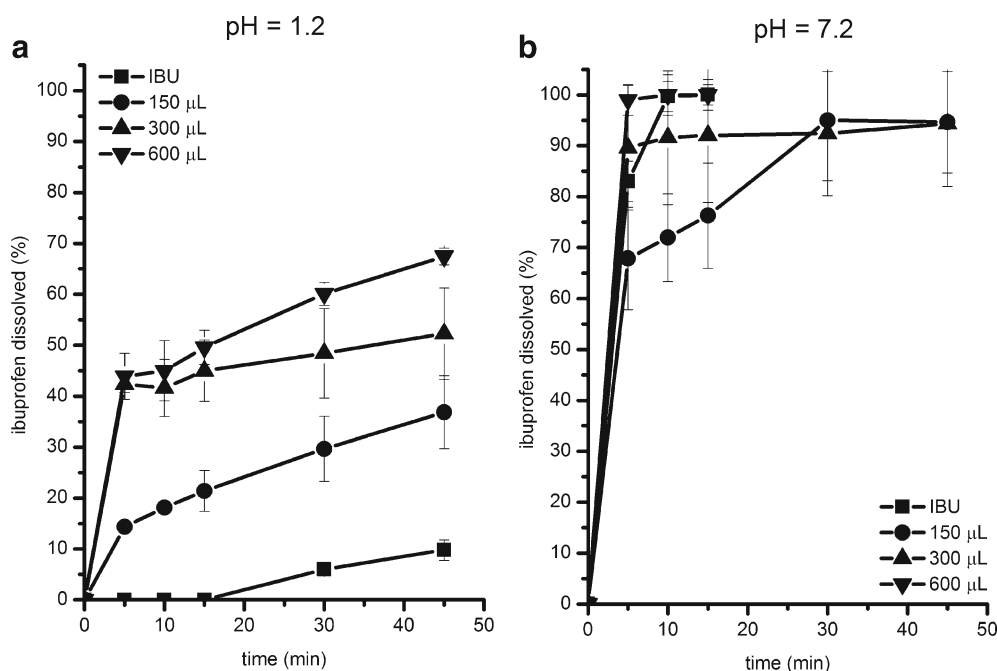 pH = 1.2
a
IBU
150 μL
300 μL
600 μL
100
90
80
70
60
50
40
30
20
10
0
ibuprofen dissolved (%)
0 10 20 30 40 50
time (min)
pH = 7.2
b
100
90
80
70
60
50
40
30
20
10
0
ibuprofen dissolved (%)
IBU
150 μL
300 μL
600 μL
0 10 20 30 40 50
time (min)